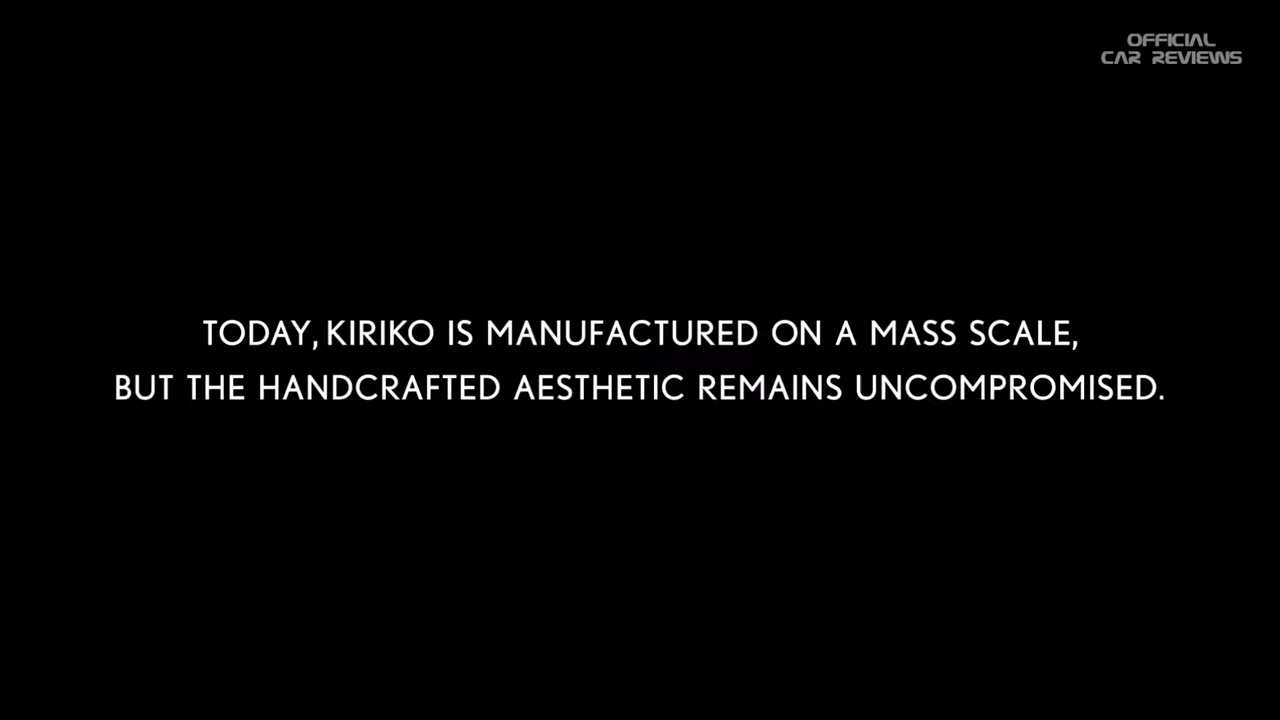 OFFICIAL
CAR REVIEWS
TODAY, KIRIKO IS MANUFACTURED ON A MASS SCALE,
BUT THE HANDCRAFTED AESTHETIC REMAINS UNCOMPROMISED.